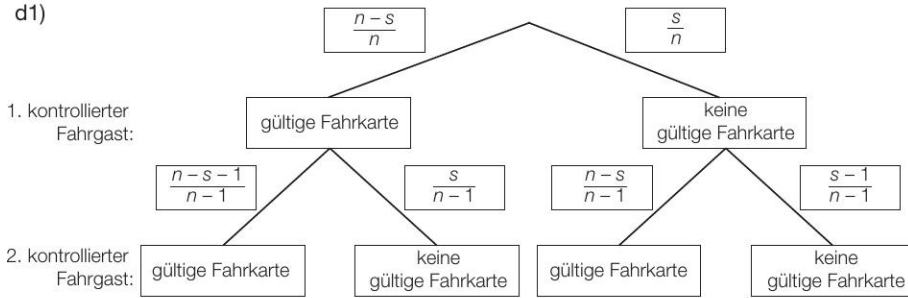 d1)
n – s / n
s / n
1. kontrollierter
Fahrgast:
gültige Fahrkarte
keine
gültige Fahrkarte
n – s – 1 / n – 1
s / n – 1
n – s / n – 1
s – 1 / n – 1
2. kontrollierter
Fahrgast:
gültige Fahrkarte
keine
gültige Fahrkarte
gültige Fahrkarte
keine
gültige Fahrkarte